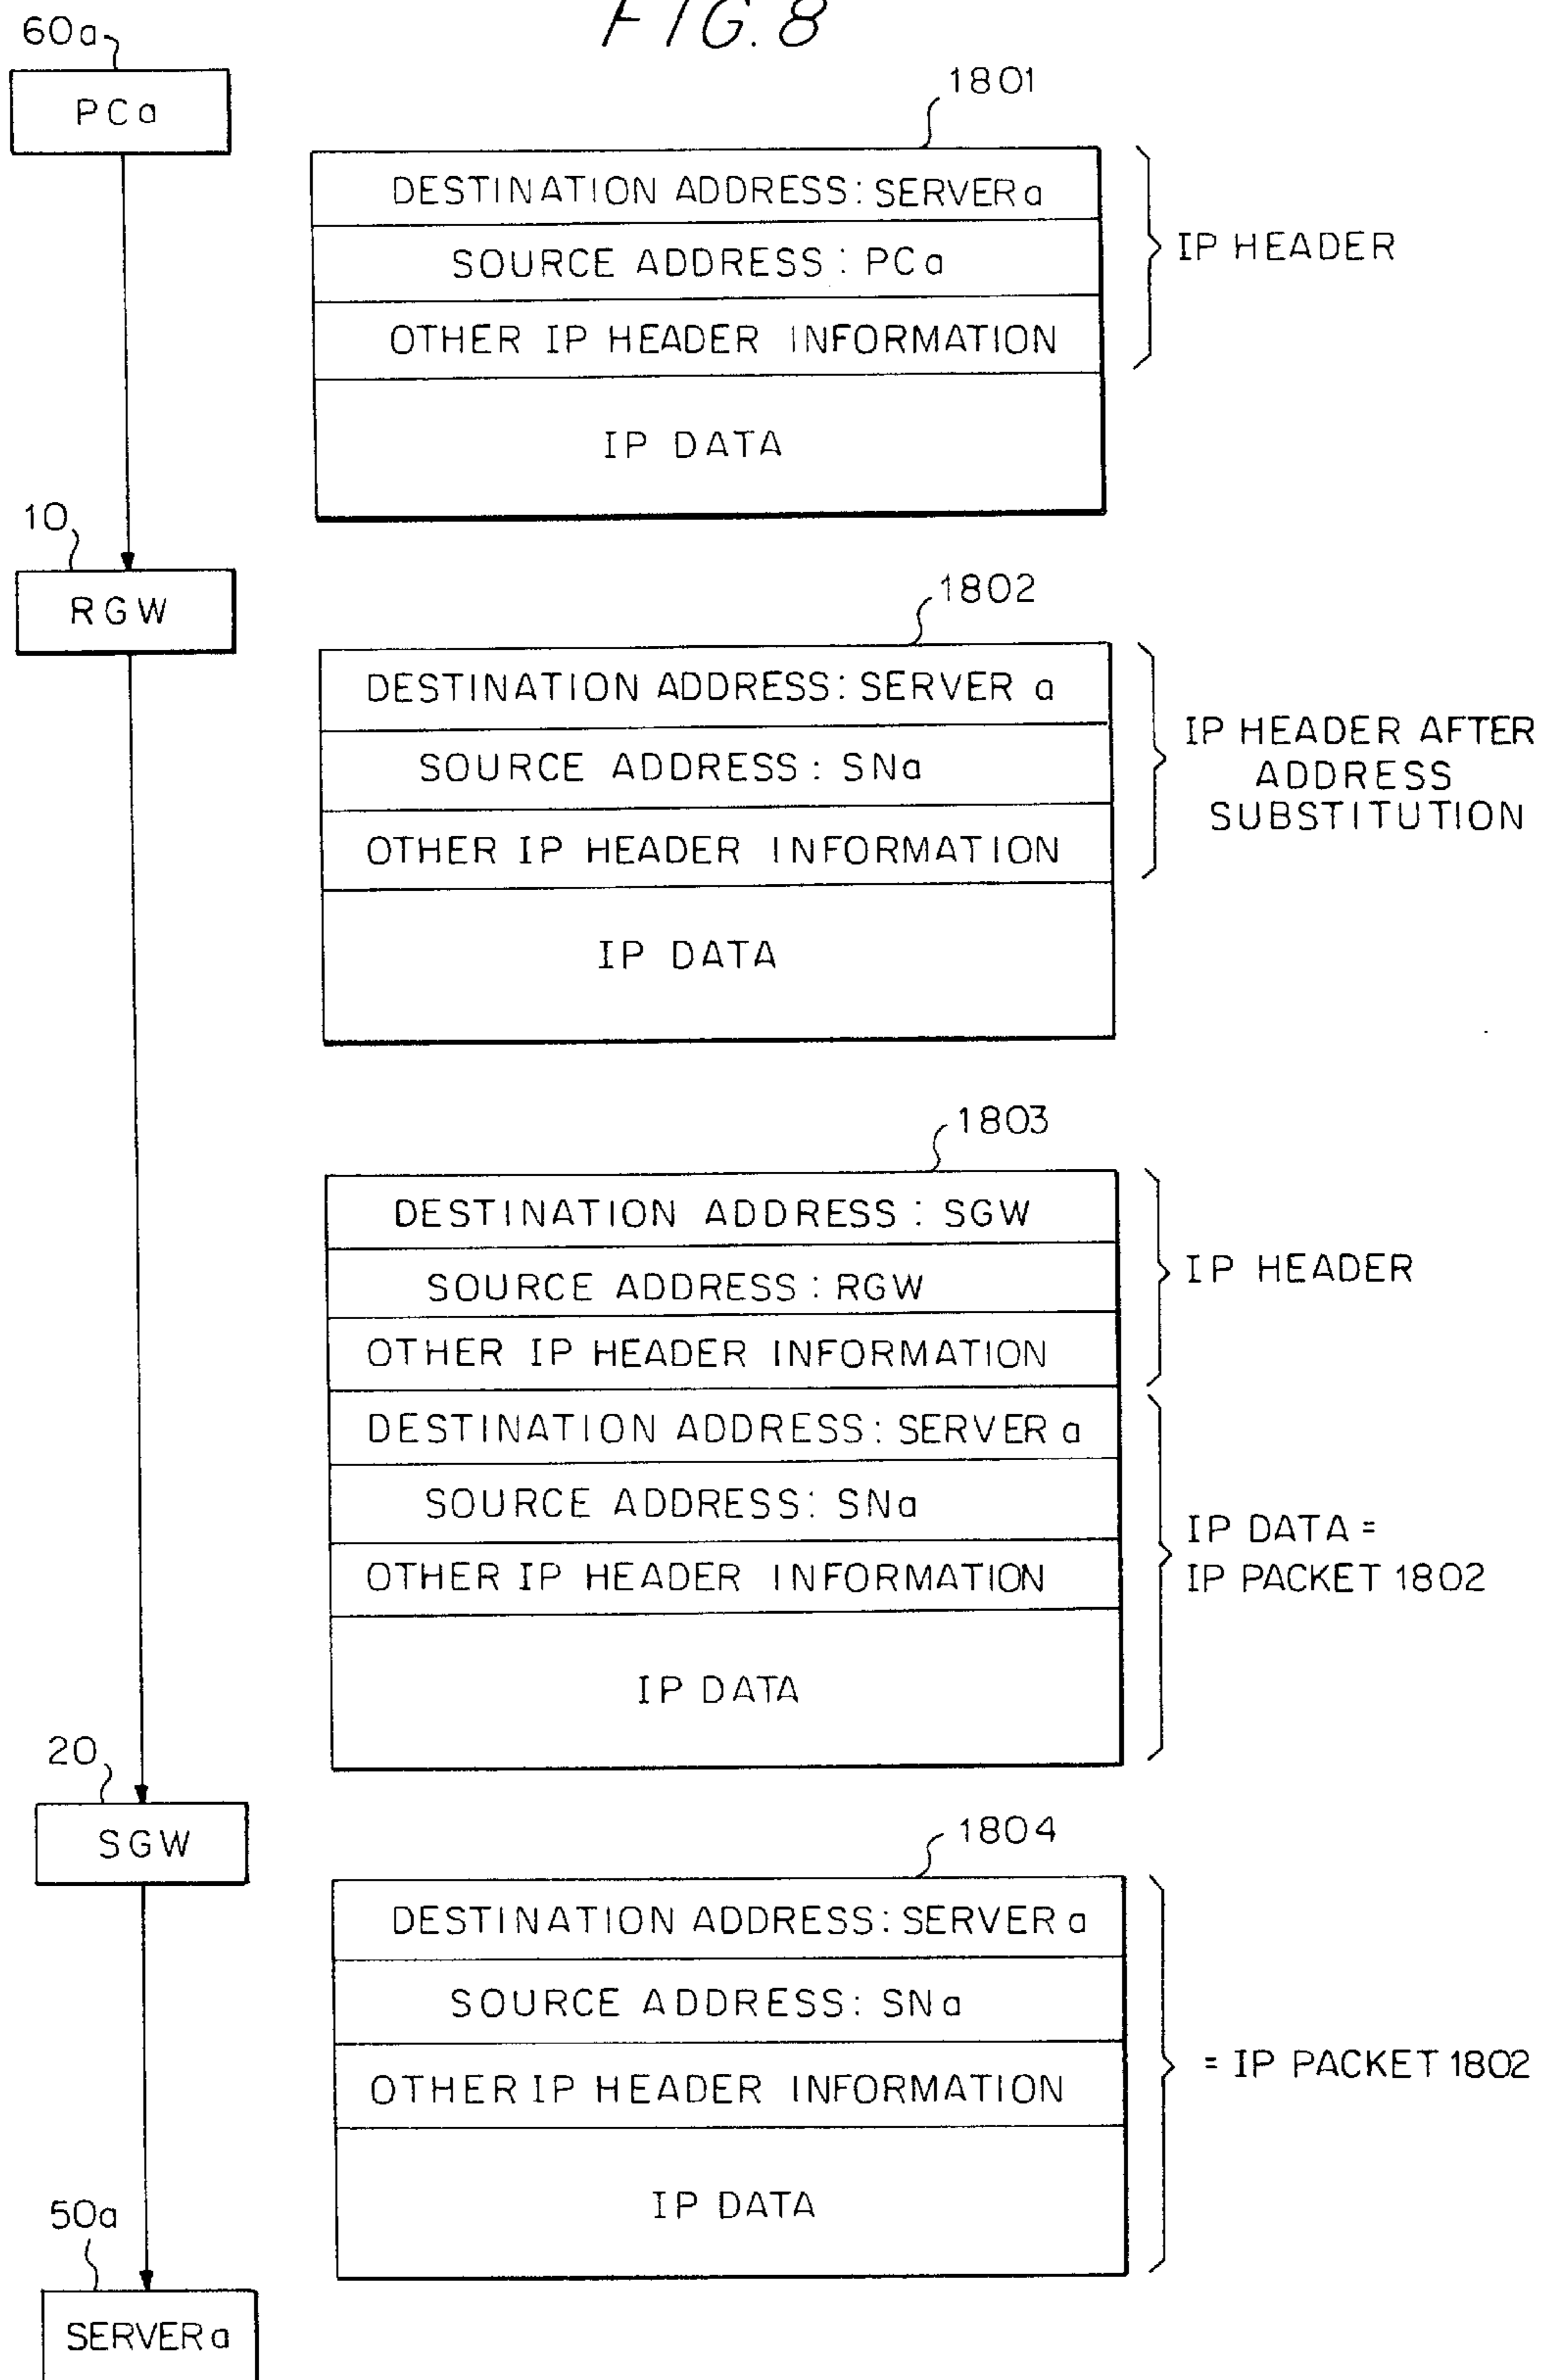 FIG. 8
60a
PCa
1801
DESTINATION ADDRESS: SERVER a
SOURCE ADDRESS: PCa
OTHER IP HEADER INFORMATION
IP DATA
IP HEADER
10
RGW
1802
DESTINATION ADDRESS: SERVER a
SOURCE ADDRESS: SNa
OTHER IP HEADER INFORMATION
IP DATA
IP HEADER AFTER
ADDRESS
SUBSTITUTION
1803
DESTINATION ADDRESS: SGW
SOURCE ADDRESS: RGW
OTHER IP HEADER INFORMATION
DESTINATION ADDRESS: SERVER a
SOURCE ADDRESS: SNa
OTHER IP HEADER INFORMATION
IP DATA
IP HEADER
IP DATA =
IP PACKET 1802
20
SGW
1804
DESTINATION ADDRESS: SERVER a
SOURCE ADDRESS: SNa
OTHER IP HEADER INFORMATION
IP DATA
= IP PACKET 1802
50a
SERVER a